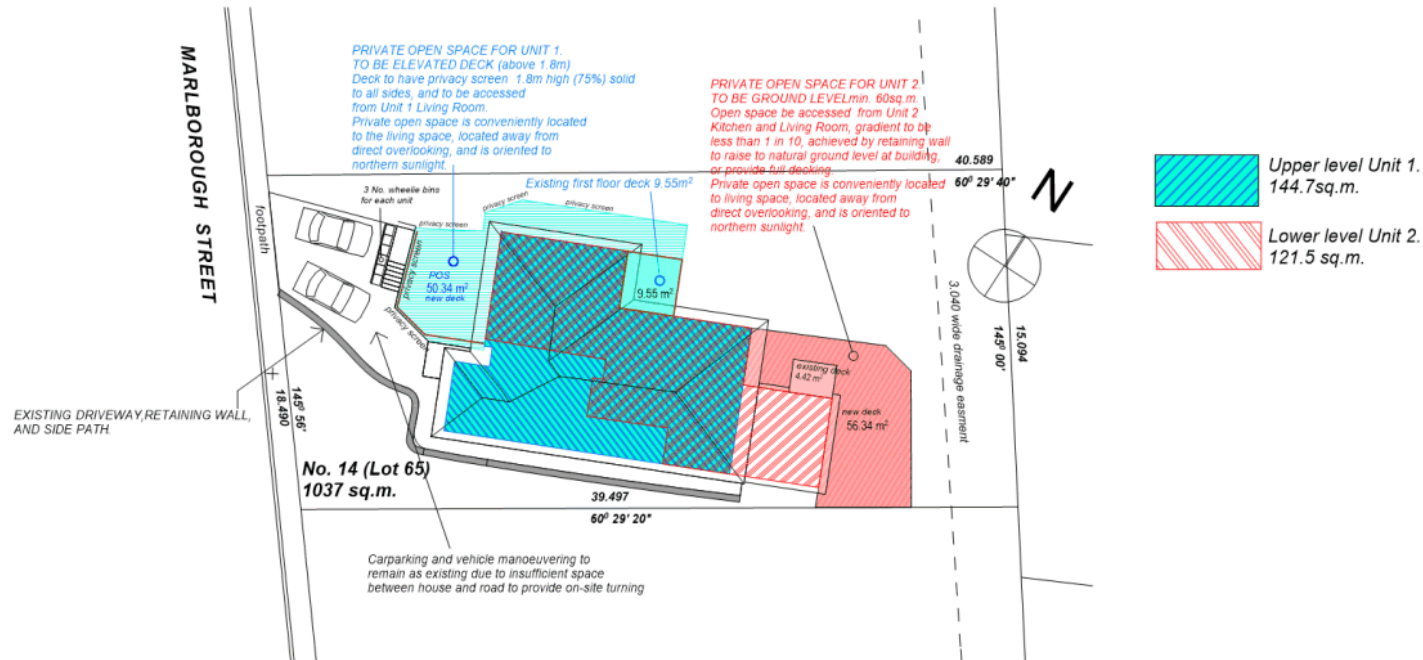 MARLBOROUGH STREET
footpath
PRIVATE OPEN SPACE FOR UNIT 1.
TO BE ELEVATED DECK (above 1.8m)
Deck to have privacy screen 1.8m high (75%) solid
to all sides, and to be accessed
from Unit 1 Living Room.
Private open space is conveniently located
to the living space, located away from
direct overlooking, and is oriented to
northern sunlight.
PRIVATE OPEN SPACE FOR UNIT 2.
TO BE GROUND LEVELmin. 60sq.m.
Open space be accessed from Unit 2
Kitchen and Living Room, gradient to be
less than 1 in 10, achieved by retaining wall
to raise to natural ground level at building,
or provide full decking.
Private open space is conveniently located
to living space, located away from
direct overlooking, and is oriented to
northern sunlight.
40.589
60⁰ 29' 40"
N
Upper level Unit 1.
144.7sq.m.
Lower level Unit 2.
121.5 sq.m.
3 No. wheelie bins
for each unit
Existing first floor deck 9.55m²
privacy screen
privacy screen
privacy screen
privacy screen
privacy screen
POS
50.34 m²
new deck
9.55 m²
existing deck
4.42 m²
new deck
56.34 m²
3.040 wide drainage easment
15.094
145⁰ 00'
EXISTING DRIVEWAY,RETAINING WALL,
AND SIDE PATH
145⁰ 56'
18.490
No. 14 (Lot 65)
1037 sq.m.
39.497
60⁰ 29' 20"
Carparking and vehicle manoeuvering to
remain as existing due to insufficient space
between house and road to provide on-site turning